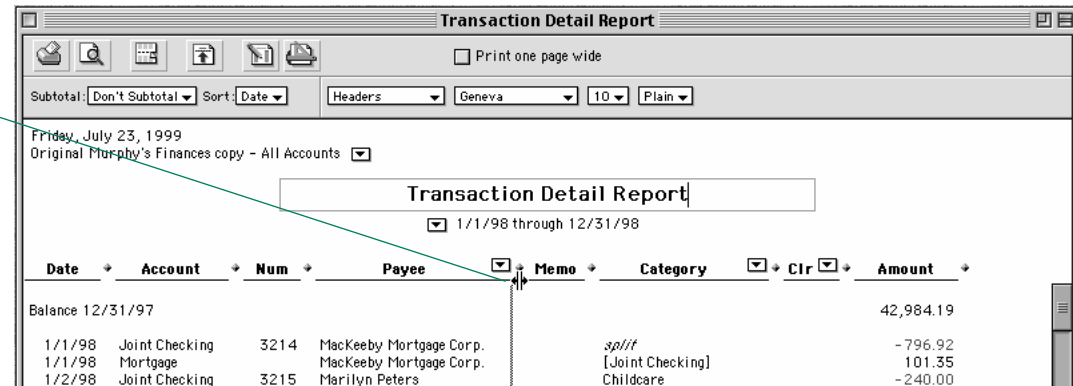 Transaction Detail Report
Print one page wide
Subtotal: Don't Subtotal Sort: Date Headers Geneva 10 Plain
Friday, July 23, 1999
Original Murphy's Finances copy - All Accounts
Transaction Detail Report
1/1/98 through 12/31/98
Date Account Num Payee Memo Category Clr Amount
Balance 12/31/97 42,984.19
1/1/98 Joint Checking 3214 MacKeeby Mortgage Corp. split -796.92
1/1/98 Mortgage MacKeeby Mortgage Corp. [Joint Checking] 101.35
1/2/98 Joint Checking 3215 Marilyn Peters Childcare -240.00